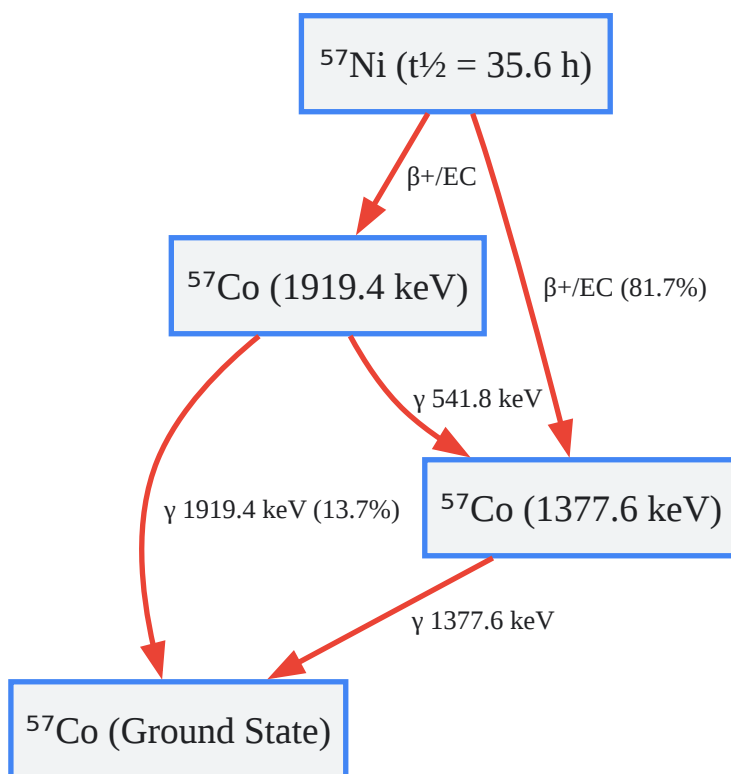 ⁵⁷Ni (t½ = 35.6 h)
β+/EC
⁵⁷Co (1919.4 keV)
β+/EC (81.7%)
γ 541.8 keV
γ 1919.4 keV (13.7%)
⁵⁷Co (1377.6 keV)
γ 1377.6 keV
⁵⁷Co (Ground State)